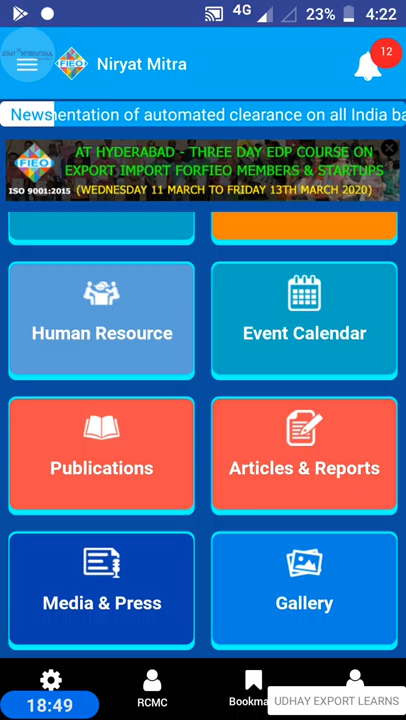 4G 23% 4:22
FIEO
Niryat Mitra
12
News
entation of automated clearance on all India ba
FIEO
ISO 9001:2015
AT HYDERABAD - THREE DAY EDP COURSE ON
EXPORT IMPORT FORFIEO MEMBERS & STARTUPS
(WEDNESDAY 11 MARCH TO FRIDAY 13TH MARCH 2020)
Human Resource
Event Calendar
Publications
Articles & Reports
Media & Press
Gallery
18:49
RCMC
Bookma
UDHAY EXPORT LEARNS